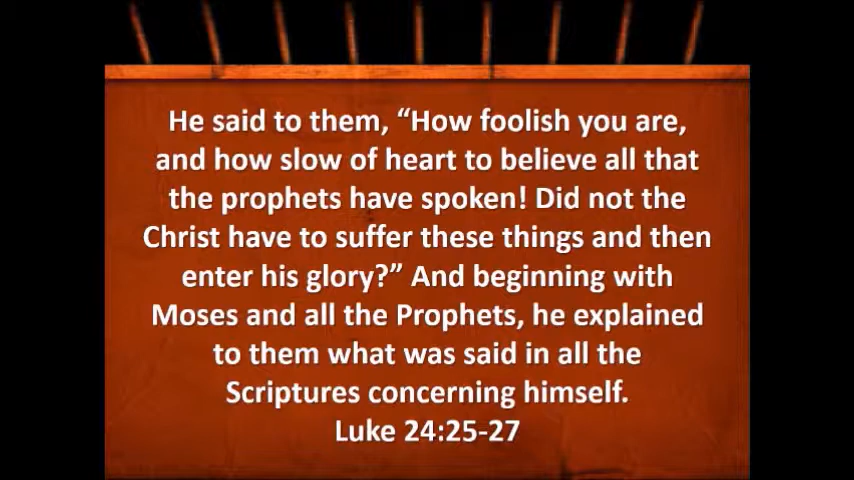 He said to them, “How foolish you are,
and how slow of heart to believe all that
the prophets have spoken! Did not the
Christ have to suffer these things and then
enter his glory?” And beginning with
Moses and all the Prophets, he explained
to them what was said in all the
Scriptures concerning himself.
Luke 24:25-27